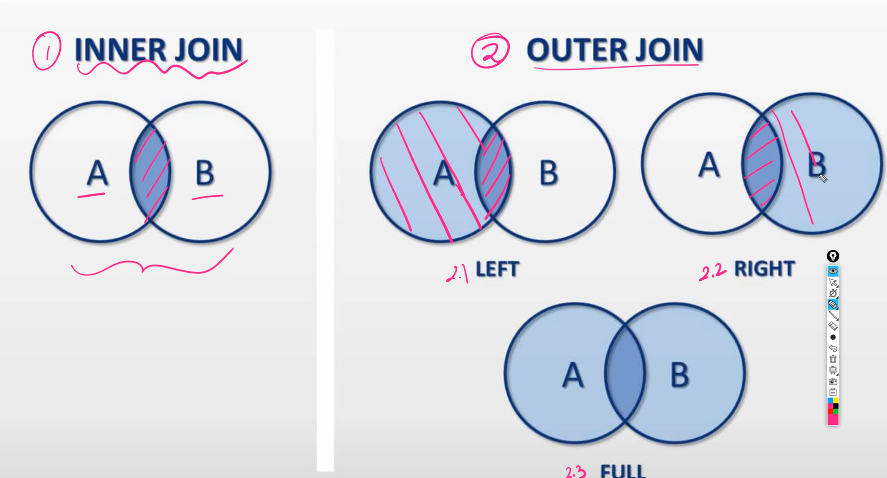 1 INNER JOIN
A B
2 OUTER JOIN
A B
2.1 LEFT
A B
2.2 RIGHT
A B
2.3 FULL